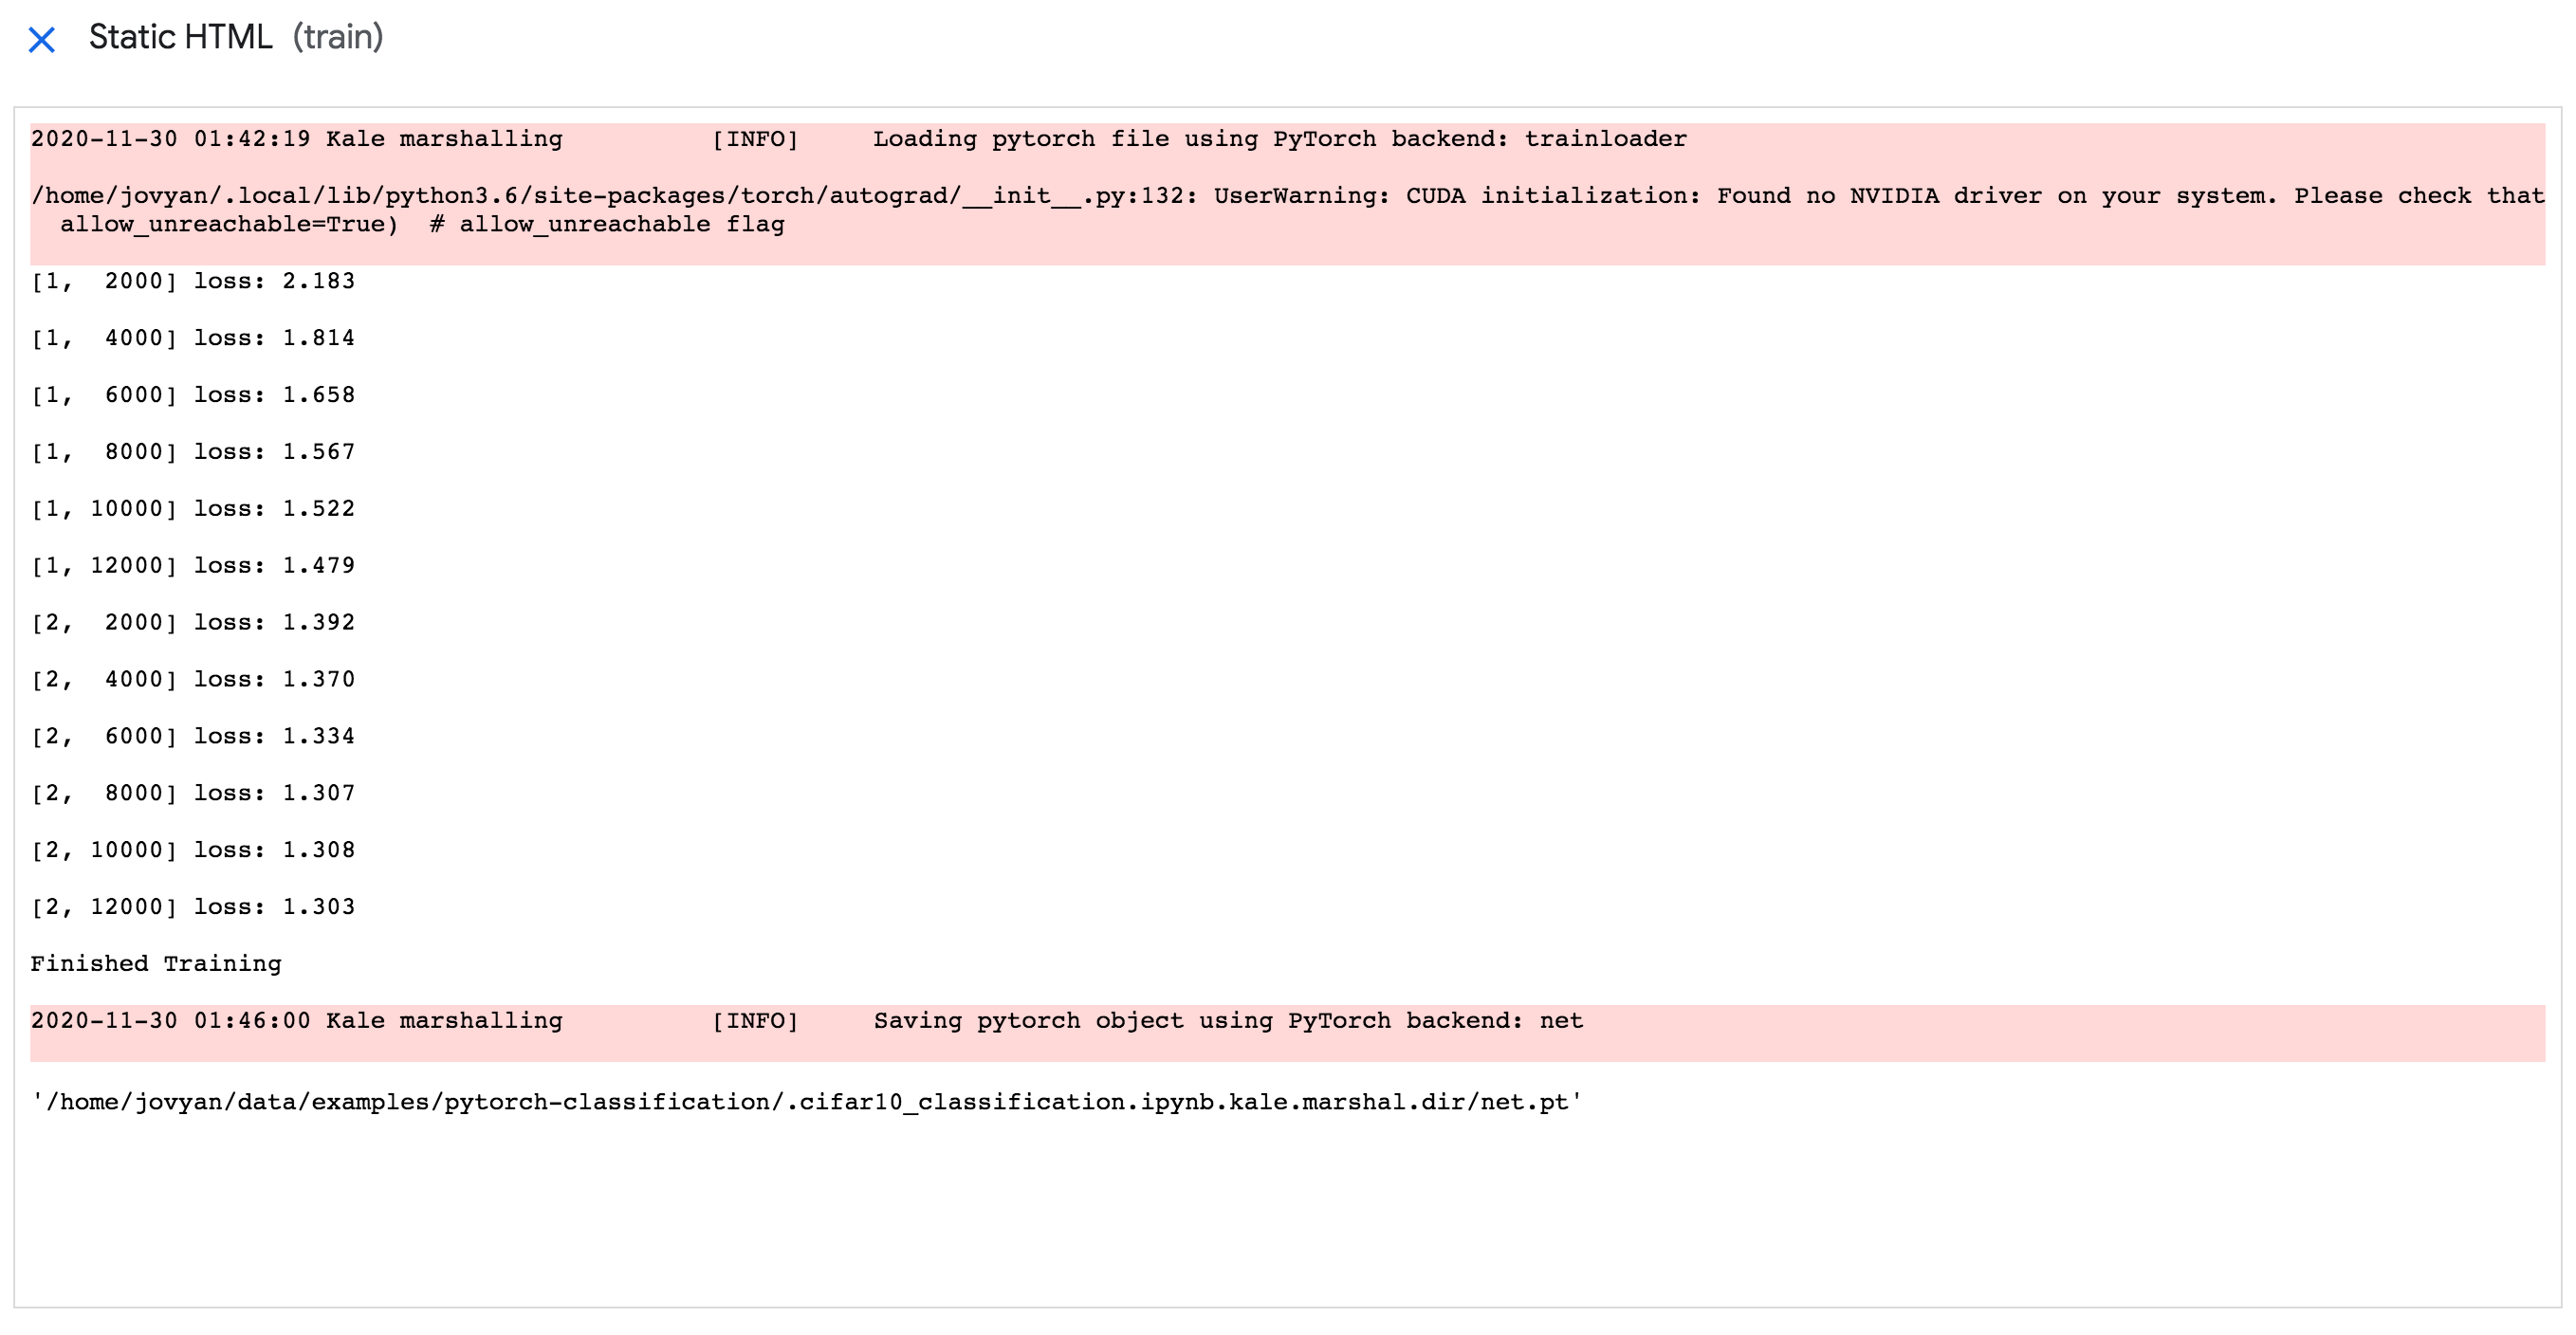 Static HTML (train)
2020-11-30 01:42:19 Kale marshalling          [INFO]     Loading pytorch file using PyTorch backend: trainloader
/home/jovyan/.local/lib/python3.6/site-packages/torch/autograd/__init__.py:132: UserWarning: CUDA initialization: Found no NVIDIA driver on your system. Please check that
  allow_unreachable=True)  # allow_unreachable flag
[1,  2000] loss: 2.183
[1,  4000] loss: 1.814
[1,  6000] loss: 1.658
[1,  8000] loss: 1.567
[1, 10000] loss: 1.522
[1, 12000] loss: 1.479
[2,  2000] loss: 1.392
[2,  4000] loss: 1.370
[2,  6000] loss: 1.334
[2,  8000] loss: 1.307
[2, 10000] loss: 1.308
[2, 12000] loss: 1.303
Finished Training
2020-11-30 01:46:00 Kale marshalling          [INFO]     Saving pytorch object using PyTorch backend: net
'/home/jovyan/data/examples/pytorch-classification/.cifar10_classification.ipynb.kale.marshal.dir/net.pt'